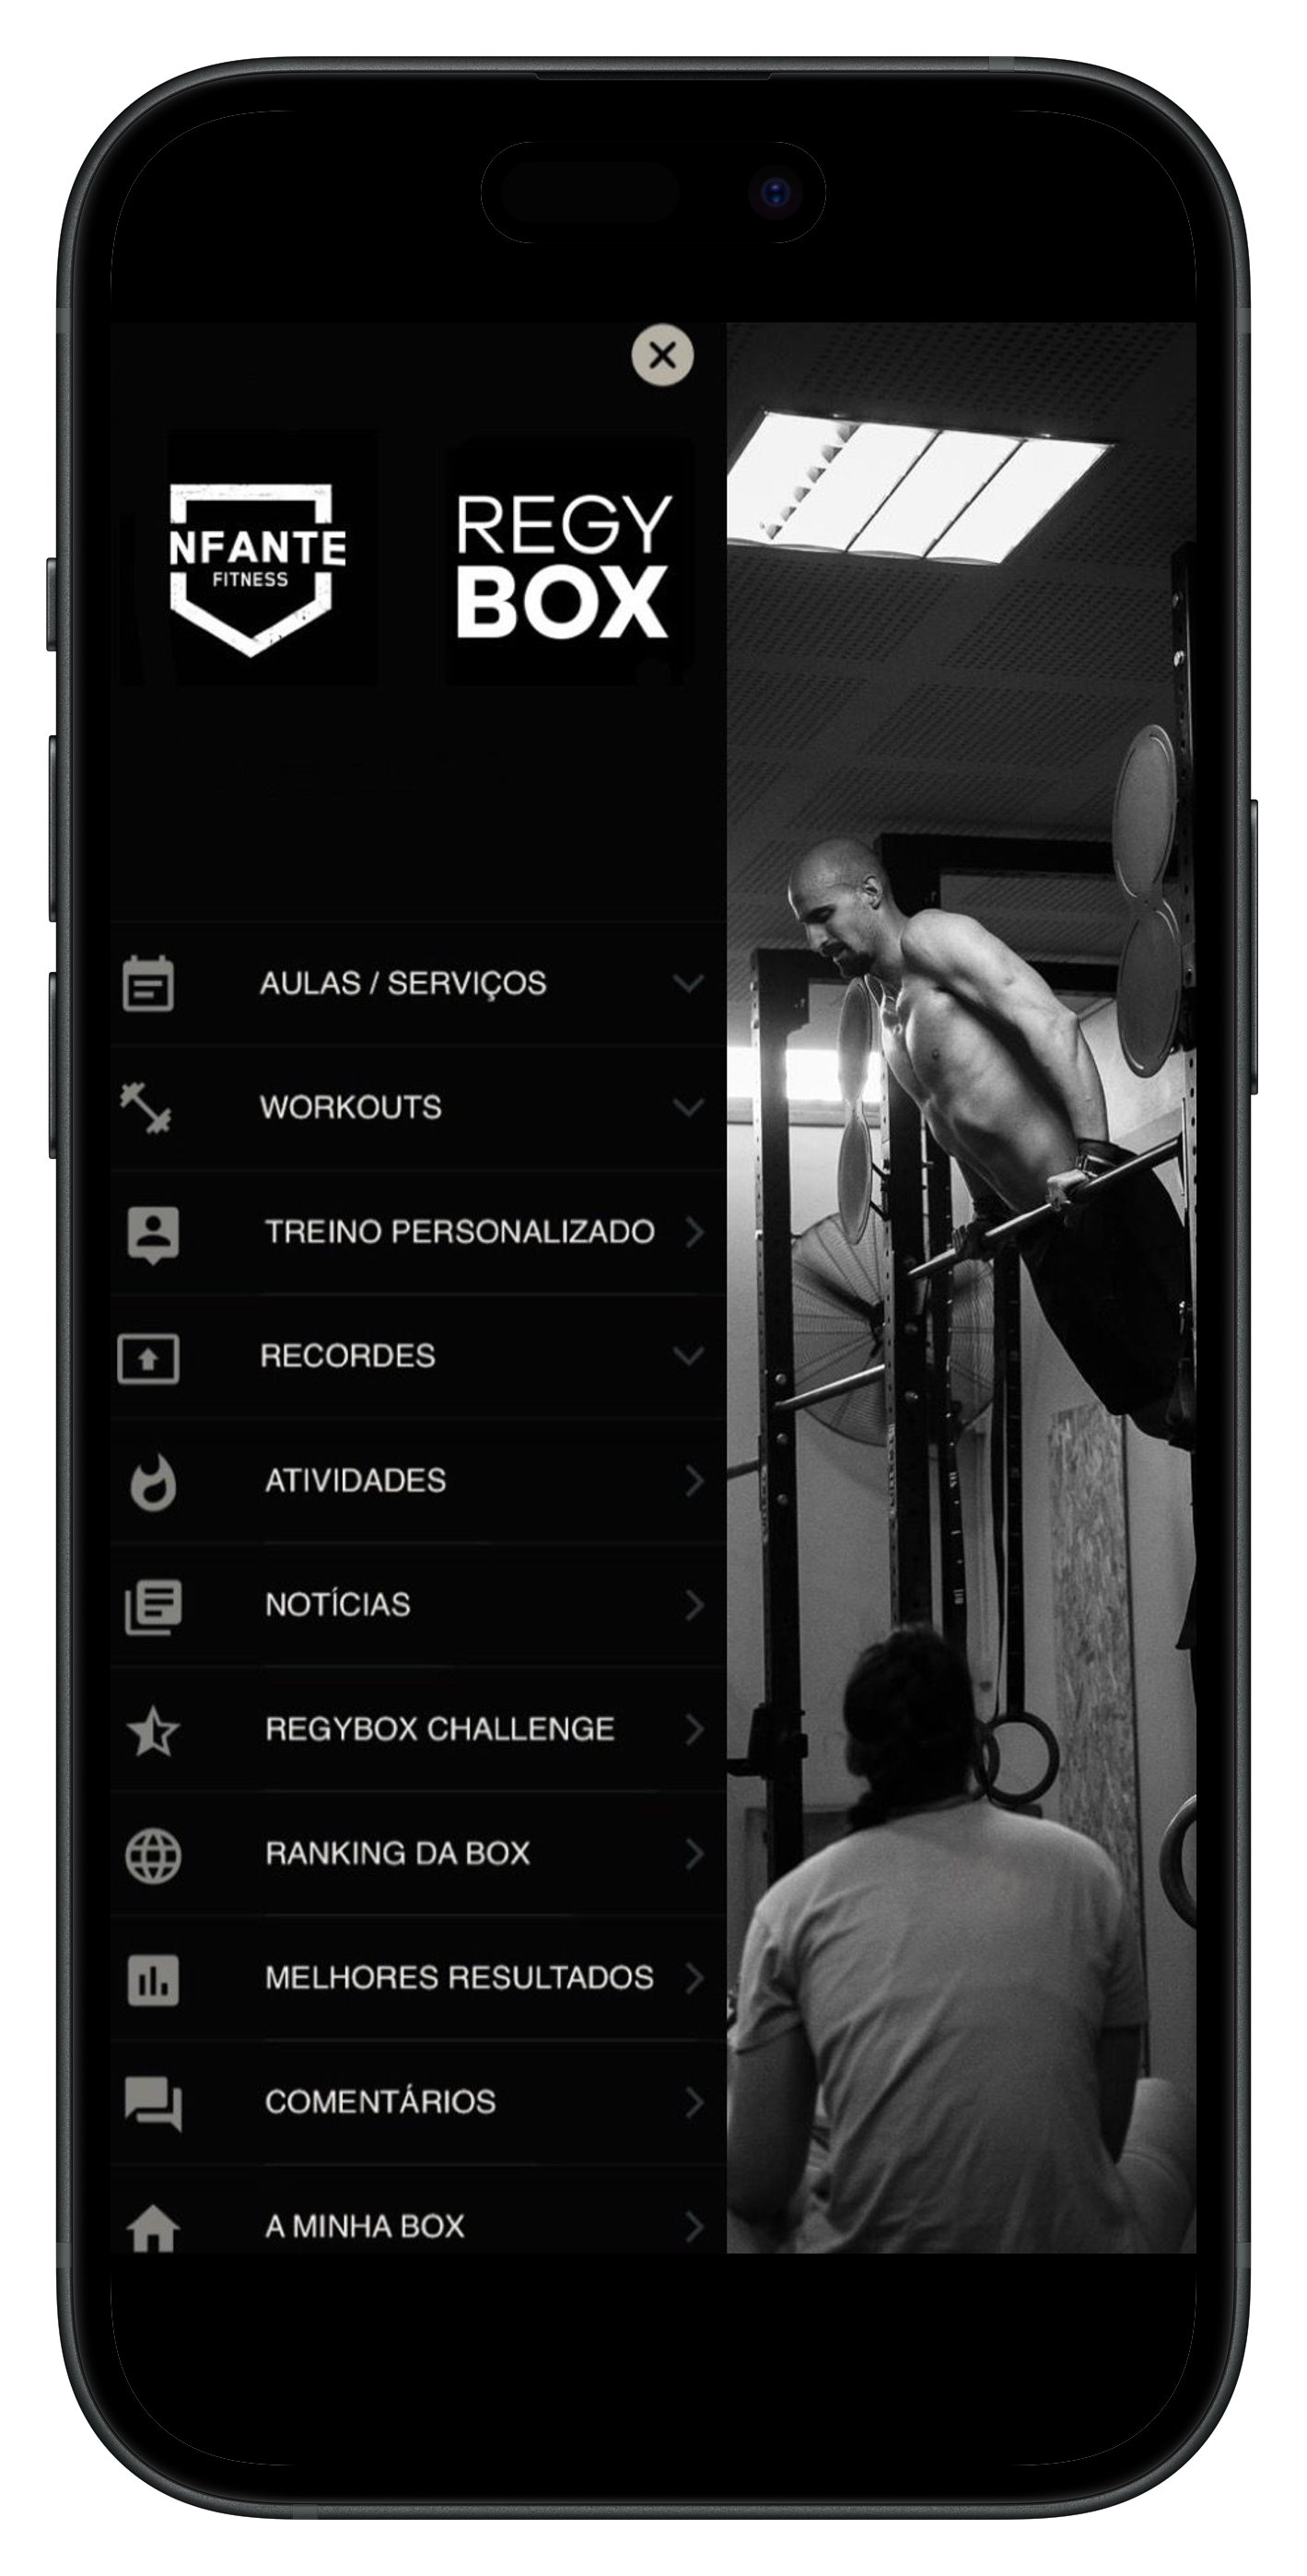 NFANTE
FITNESS
REGY
BOX
AULAS / SERVIÇOS
WORKOUTS
TREINO PERSONALIZADO
RECORDES
ATIVIDADES
NOTÍCIAS
REGYBOX CHALLENGE
RANKING DA BOX
MELHORES RESULTADOS
COMENTÁRIOS
A MINHA BOX